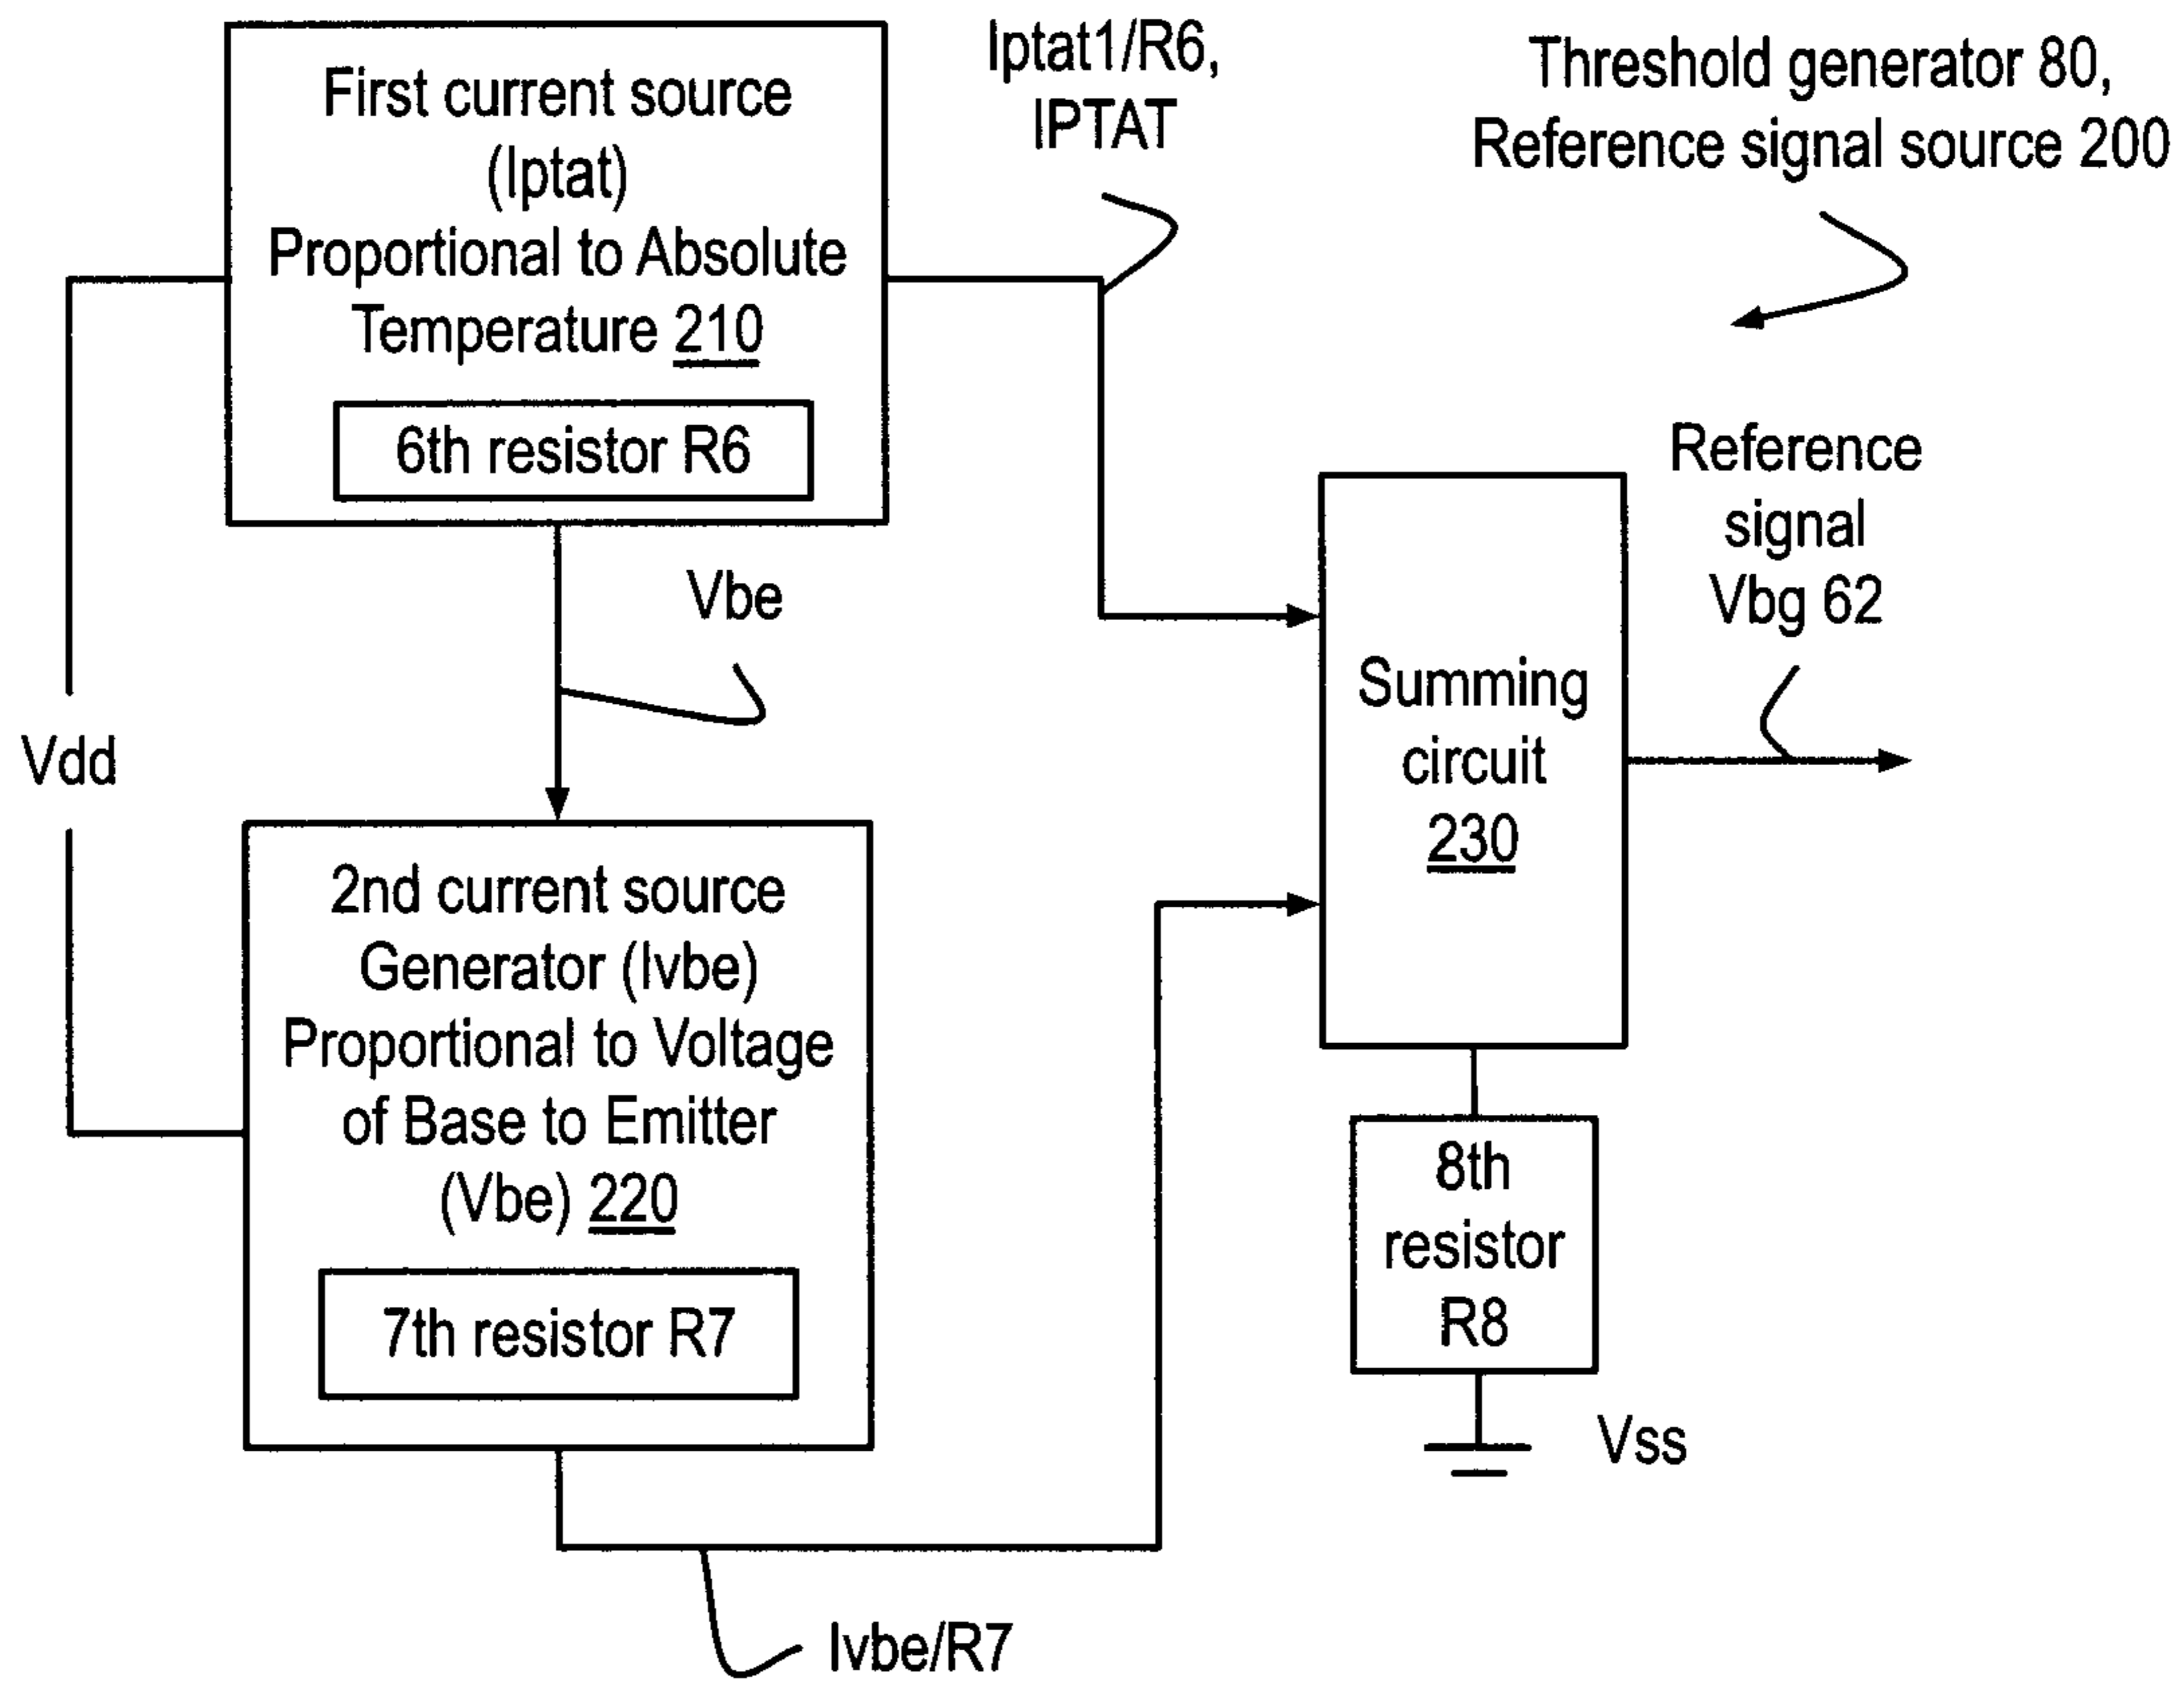 First current source
(Iptat)
Proportional to Absolute
Temperature 210
6th resistor R6
Iptat1/R6,
IPTAT
Threshold generator 80,
Reference signal source 200
Reference
signal
Vbg 62
Vbe
Vdd
Summing
circuit
230
2nd current source
Generator (Ivbe)
Proportional to Voltage
of Base to Emitter
(Vbe) 220
7th resistor R7
8th
resistor
R8
Vss
Ivbe/R7